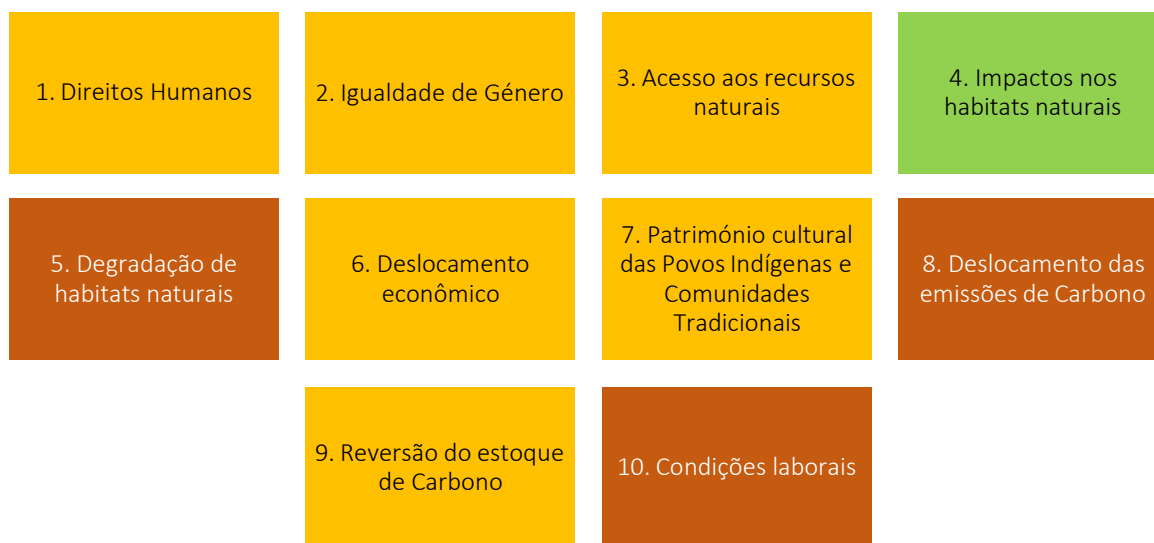 1. Direitos Humanos
2. Igualdade de Género
3. Acesso aos recursos
naturais
4. Impactos nos
habitats naturais
5. Degradação de
habitats naturais
6. Deslocamento
econômico
7. Património cultural
das Povos Indígenas e
Comunidades
Tradicionais
8. Deslocamento das
emissões de Carbono
9. Reversão do estoque
de Carbono
10. Condições laborais